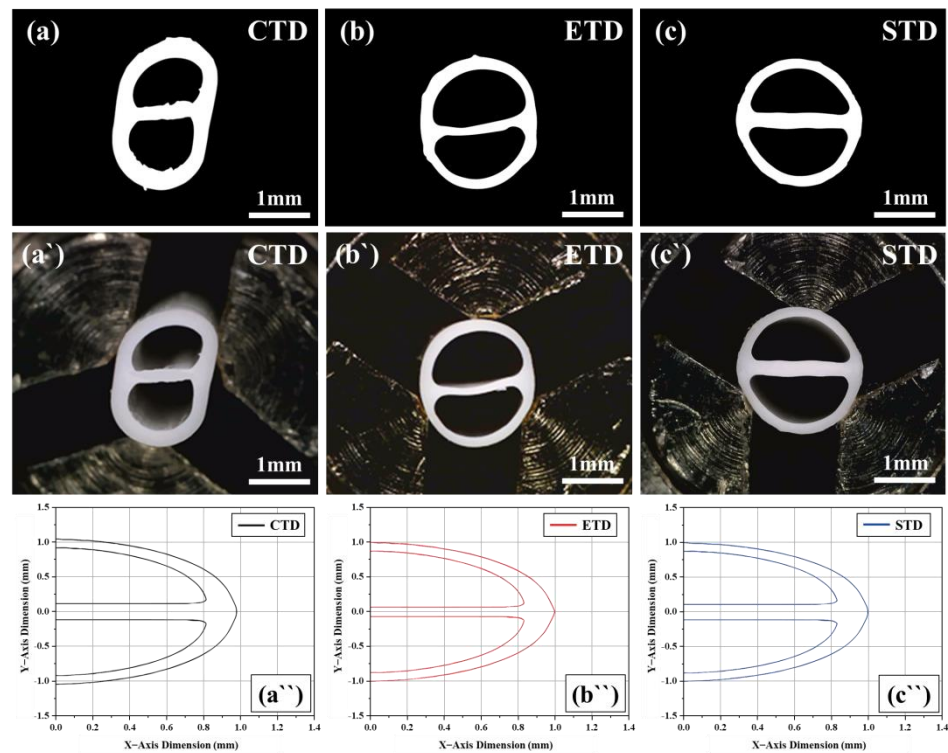 (a) CTD
1mm
(b) ETD
1mm
(c) STD
1mm
(a`) CTD
1mm
(b`) ETD
1mm
(c`) STD
1mm
Y−Axis Dimension (mm)
1.5
1.0
0.5
0.0
-0.5
-1.0
-1.5
CTD
(a``)
0.0 0.2 0.4 0.6 0.8 1.0 1.2 1.4
X−Axis Dimension (mm)
Y−Axis Dimension (mm)
1.5
1.0
0.5
0.0
-0.5
-1.0
-1.5
ETD
(b``)
0.0 0.2 0.4 0.6 0.8 1.0 1.2 1.4
X−Axis Dimension (mm)
Y−Axis Dimension (mm)
1.5
1.0
0.5
0.0
-0.5
-1.0
-1.5
STD
(c``)
0.0 0.2 0.4 0.6 0.8 1.0 1.2 1.4
X−Axis Dimension (mm)